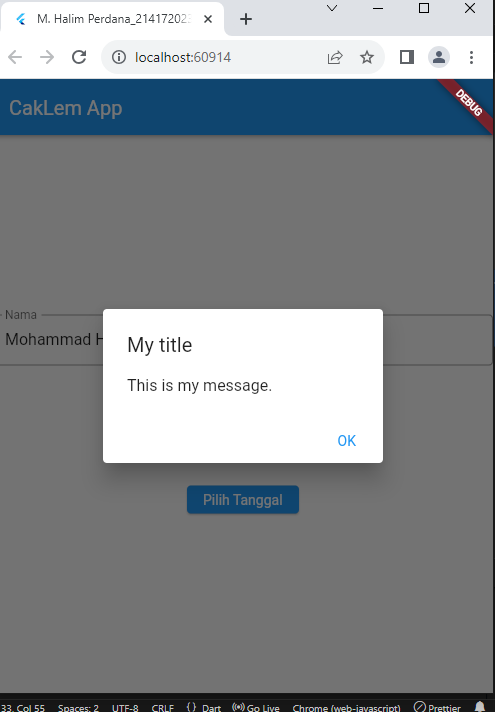 M. Halim Perdana_214172023
localhost:60914
CakLem App
DEBUG
Nama
Mohammad H
My title
This is my message.
OK
Pilih Tanggal
33, Col 55 Spaces: 2 UTF-8 CRLF { } Dart Go Live Chrome (web-javascript) Prettier